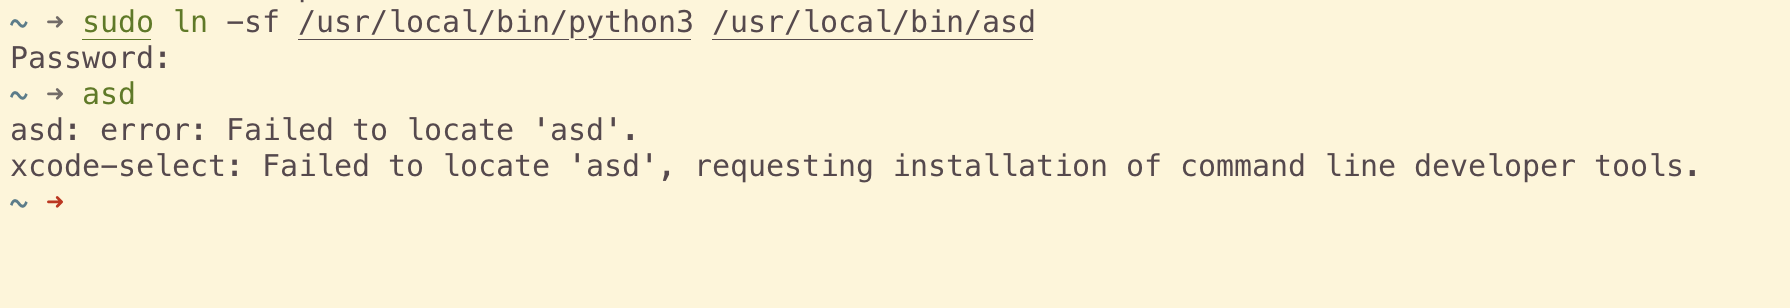 ~ ➜ sudo ln -sf /usr/local/bin/python3 /usr/local/bin/asd
Password:
~ ➜ asd
asd: error: Failed to locate 'asd'.
xcode-select: Failed to locate 'asd', requesting installation of command line developer tools.
~ ➜